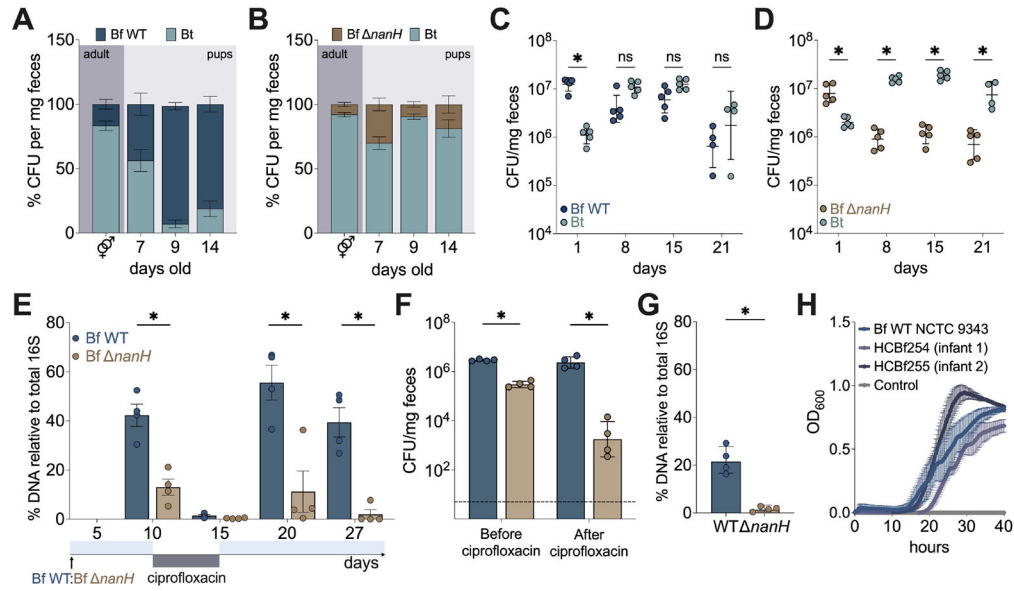 A
Bf WT Bt
% CFU per mg feces
150
100
50
0
adult pups
⚤ 7 9 14
days old
B
Bf ΔnanH Bt
% CFU per mg feces
150
100
50
0
adult pups
⚤ 7 9 14
days old
C
CFU/mg feces
10⁸
10⁷
10⁶
10⁵
10⁴
* ns ns ns
Bf WT
Bt
1 8 15 21
days
D
CFU/mg feces
10⁸
10⁷
10⁶
10⁵
10⁴
* * * *
Bf ΔnanH
Bt
1 8 15 21
days
E
% DNA relative to total 16S
80
60
40
20
0
Bf WT
Bf ΔnanH
* * *
5 10 15 20 27
days
ciprofloxacin
Bf WT:Bf ΔnanH
F
CFU/mg feces
10⁸
10⁶
10⁴
10²
* *
Before
ciprofloxacin
After
ciprofloxacin
G
% DNA relative to total 16S
80
60
40
20
0
*
WT ΔnanH
H
Bf WT NCTC 9343
HCBf254 (infant 1)
HCBf255 (infant 2)
Control
OD₆₀₀
1.5
1.0
0.5
0.0
0 10 20 30 40
hours